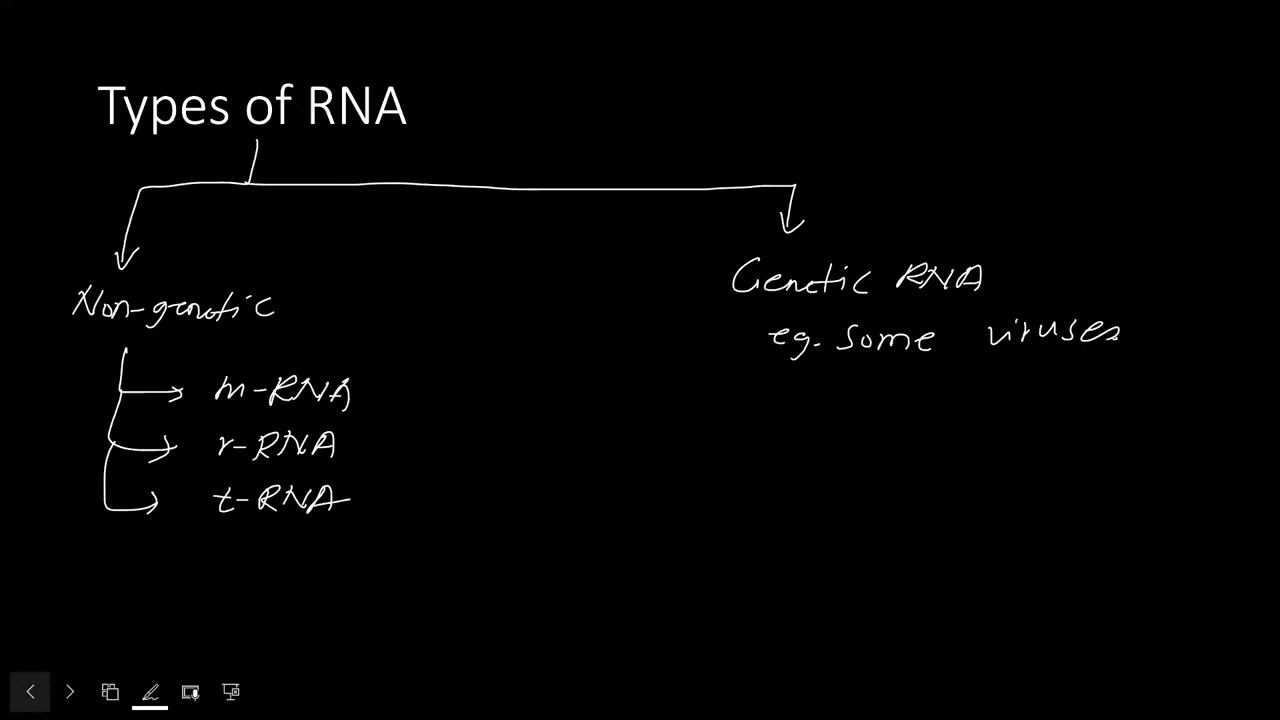 Types of RNA
Non-genetic
m-RNA
r-RNA
t-RNA
Genetic RNA
eg. some viruses